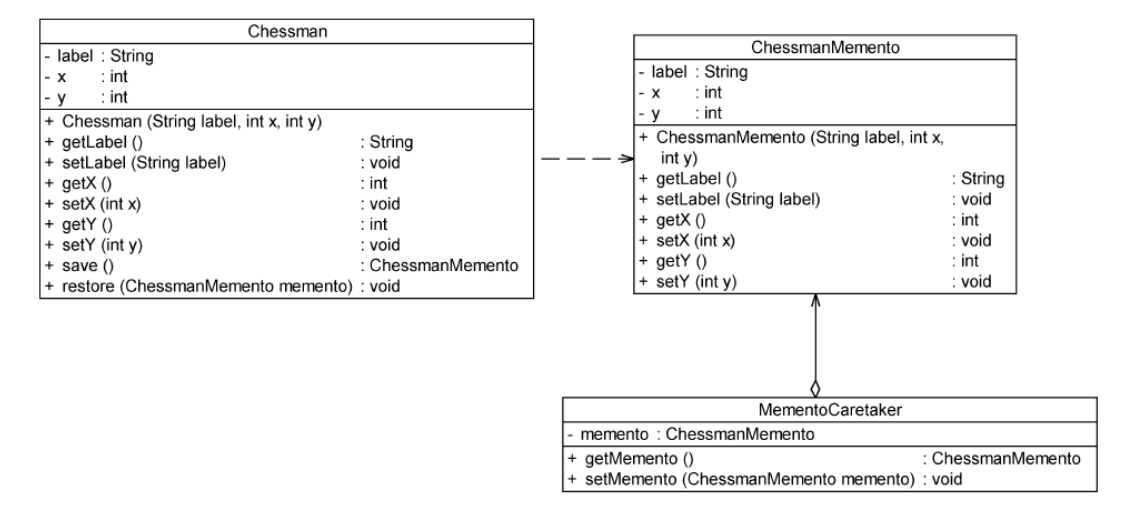 Chessman
- label : String
- x : int
- y : int
+ Chessman (String label, int x, int y)
+ getLabel () : String
+ setLabel (String label) : void
+ getX () : int
+ setX (int x) : void
+ getY () : int
+ setY (int y) : void
+ save () : ChessmanMemento
+ restore (ChessmanMemento memento) : void
ChessmanMemento
- label : String
- x : int
- y : int
+ ChessmanMemento (String label, int x,
int y)
+ getLabel () : String
+ setLabel (String label) : void
+ getX () : int
+ setX (int x) : void
+ getY () : int
+ setY (int y) : void
MementoCaretaker
- memento : ChessmanMemento
+ getMemento () : ChessmanMemento
+ setMemento (ChessmanMemento memento) : void